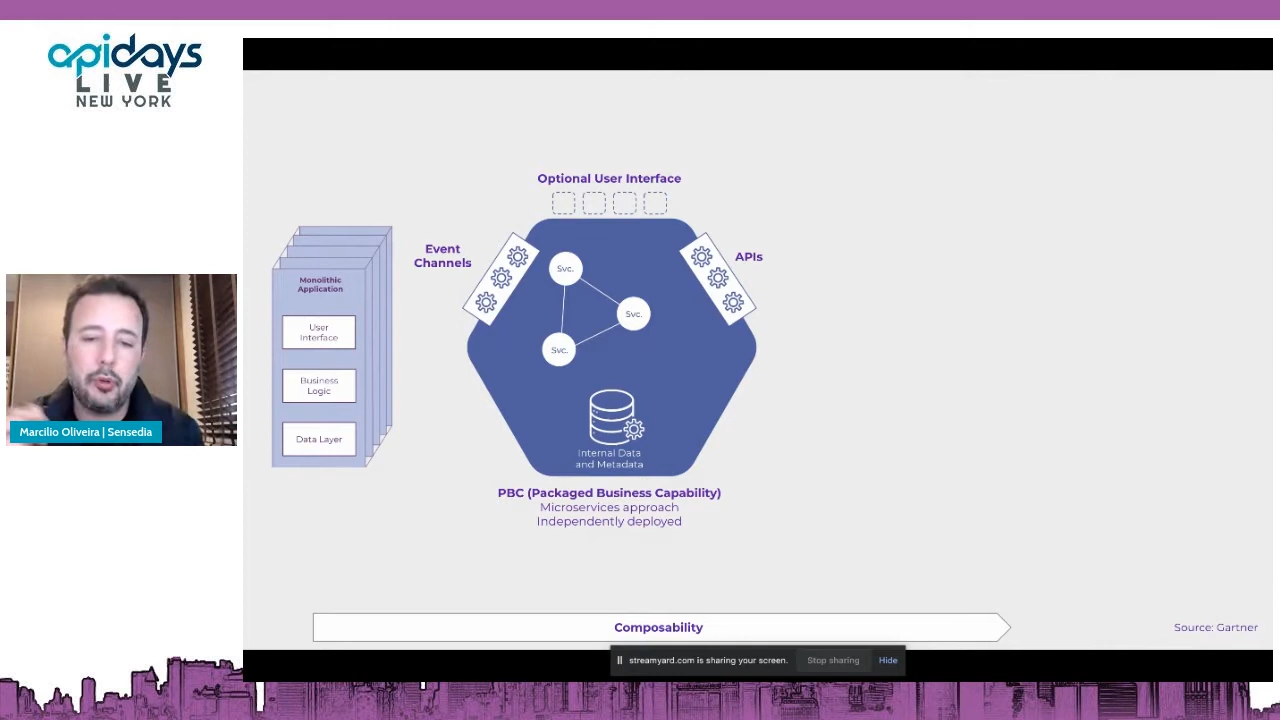 apidays
LIVE
NEW YORK
Marcilio Oliveira | Sensedia
Optional User Interface
Event
Channels
APIs
Monolithic
Application
User
Interface
Business
Logic
Data Layer
Svc.
Svc.
Svc.
Internal Data
and Metadata
PBC (Packaged Business Capability)
Microservices approach
Independently deployed
Composability
Source: Gartner
streamyard.com is sharing your screen. Stop sharing Hide